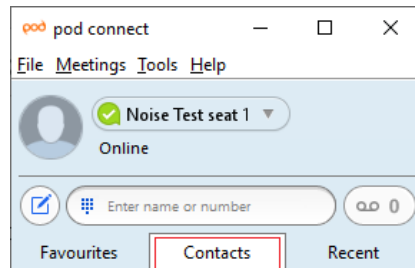 pod pod connect
File Meetings Tools Help
Noise Test seat 1
Online
Enter name or number
0
Favourites Contacts Recent